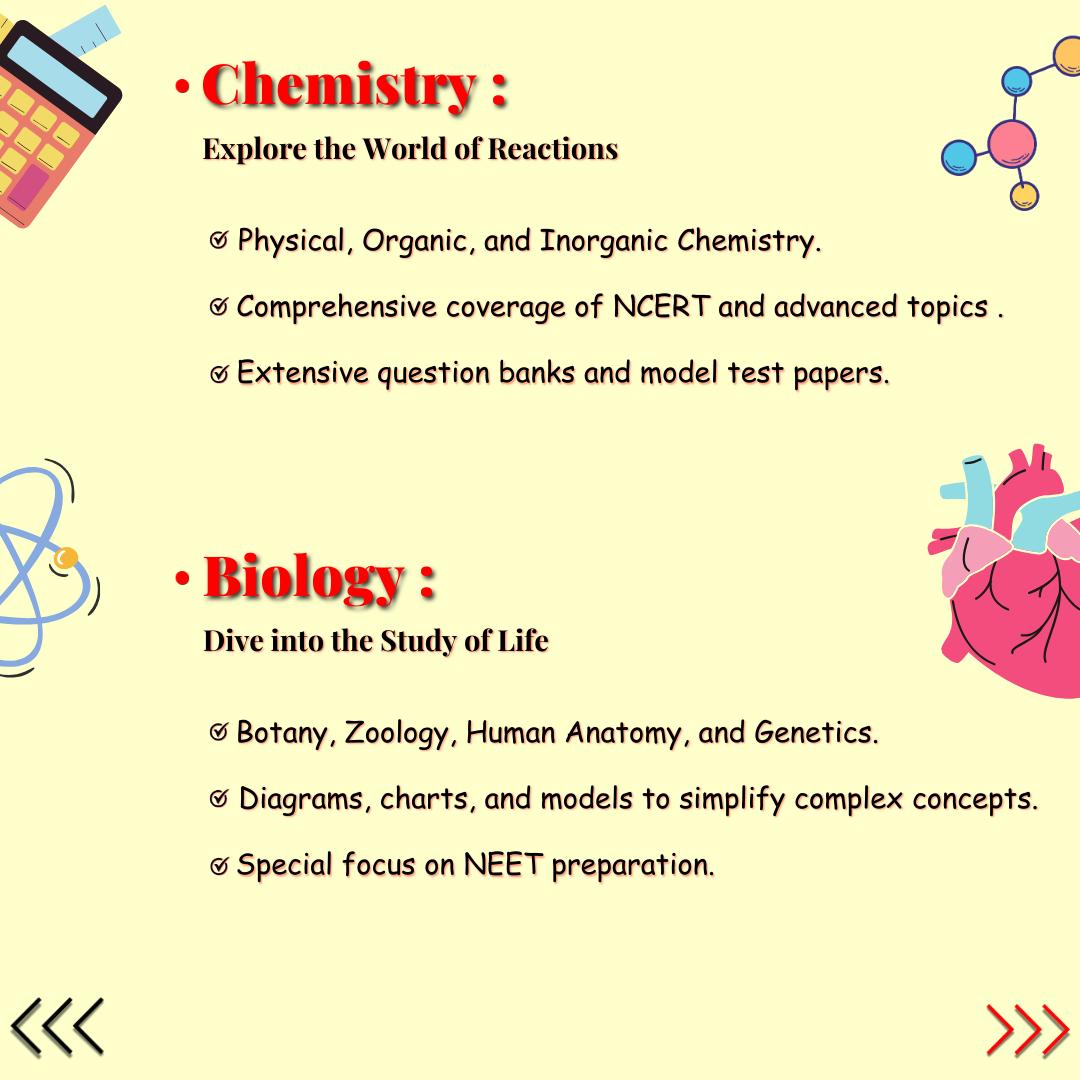 • Chemistry :
Explore the World of Reactions
Physical, Organic, and Inorganic Chemistry.
Comprehensive coverage of NCERT and advanced topics .
Extensive question banks and model test papers.
• Biology :
Dive into the Study of Life
Botany, Zoology, Human Anatomy, and Genetics.
Diagrams, charts, and models to simplify complex concepts.
Special focus on NEET preparation.